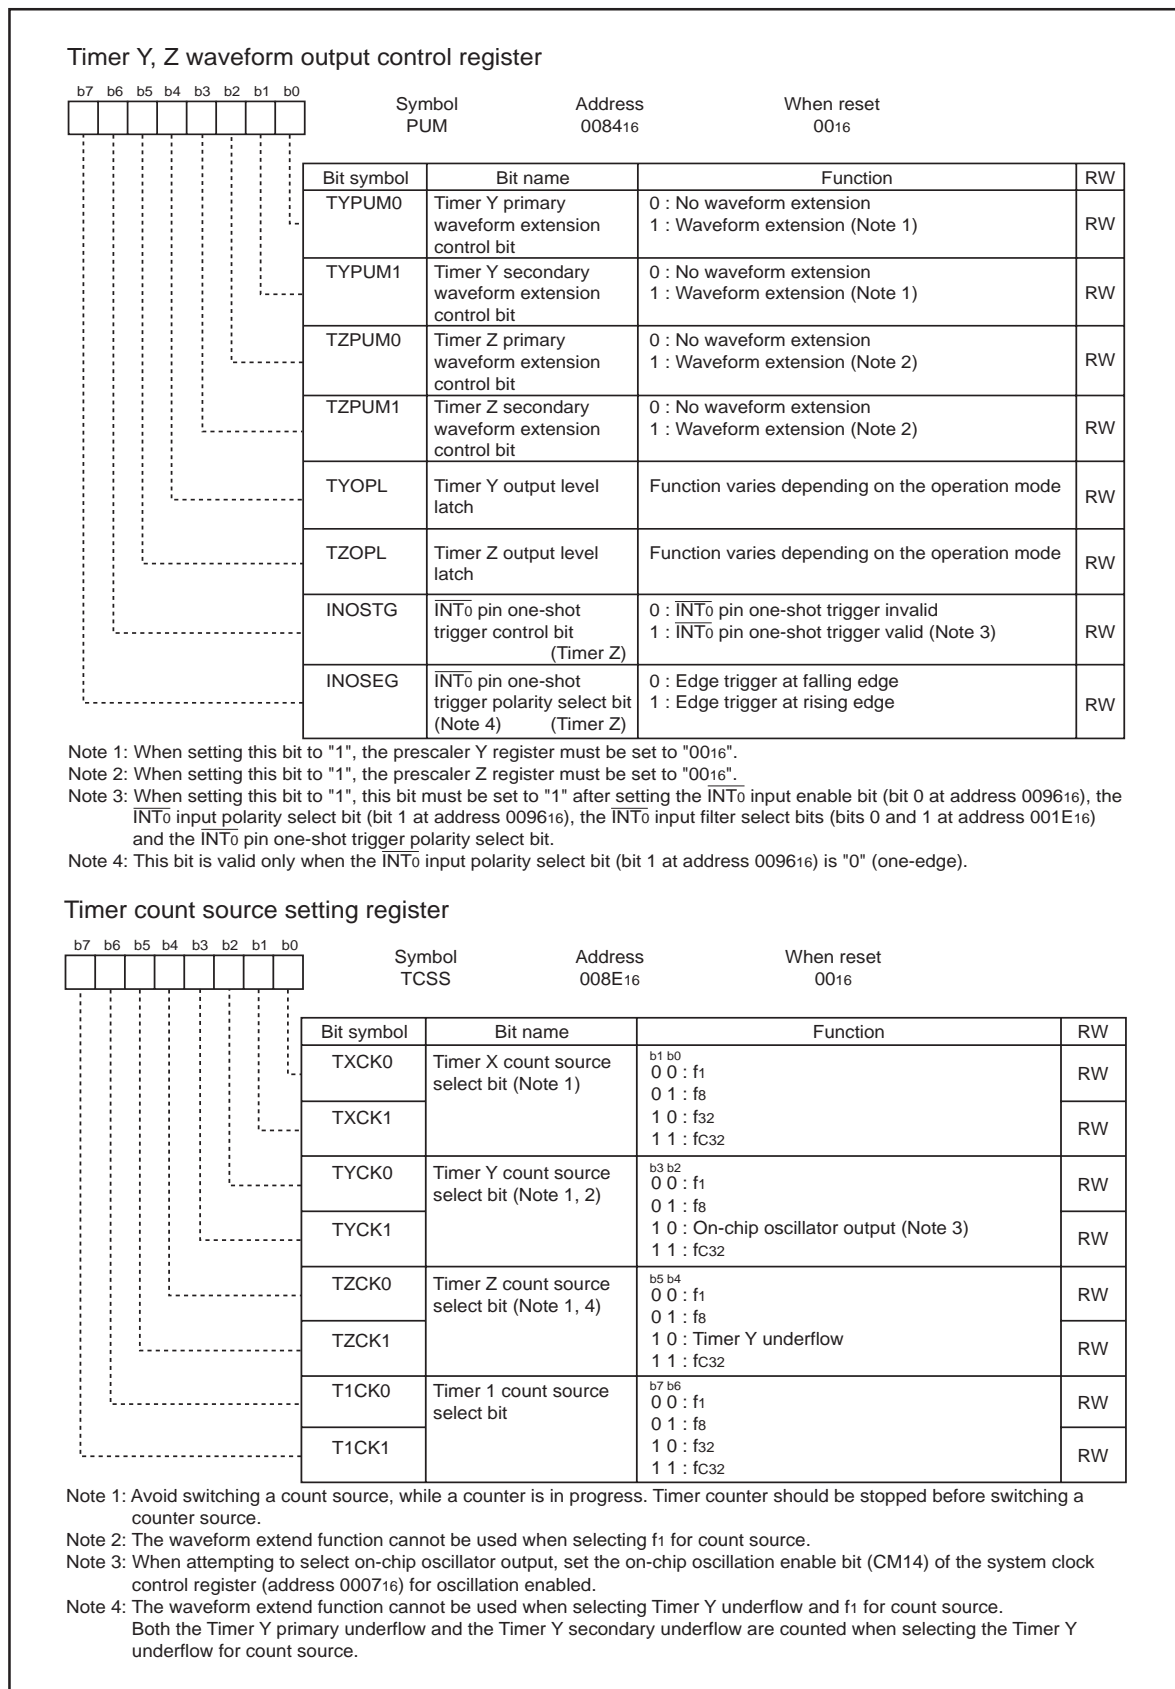 Timer Y, Z waveform output control register
b7 b6 b5 b4 b3 b2 b1 b0
Symbol Address When reset
PUM 008416 0016
Bit symbol Bit name Function RW
TYPUM0 Timer Y primary waveform extension control bit 0 : No waveform extension
1 : Waveform extension (Note 1) RW
TYPUM1 Timer Y secondary waveform extension control bit 0 : No waveform extension
1 : Waveform extension (Note 1) RW
TZPUM0 Timer Z primary waveform extension control bit 0 : No waveform extension
1 : Waveform extension (Note 2) RW
TZPUM1 Timer Z secondary waveform extension control bit 0 : No waveform extension
1 : Waveform extension (Note 2) RW
TYOPL Timer Y output level latch Function varies depending on the operation mode RW
TZOPL Timer Z output level latch Function varies depending on the operation mode RW
INOSTG INT0 pin one-shot trigger control bit (Timer Z) 0 : INT0 pin one-shot trigger invalid
1 : INT0 pin one-shot trigger valid (Note 3) RW
INOSEG INT0 pin one-shot trigger polarity select bit (Note 4) (Timer Z) 0 : Edge trigger at falling edge
1 : Edge trigger at rising edge RW
Note 1: When setting this bit to "1", the prescaler Y register must be set to "0016".
Note 2: When setting this bit to "1", the prescaler Z register must be set to "0016".
Note 3: When setting this bit to "1", this bit must be set to "1" after setting the INT0 input enable bit (bit 0 at address 009616), the
INT0 input polarity select bit (bit 1 at address 009616), the INT0 input filter select bits (bits 0 and 1 at address 001E16)
and the INT0 pin one-shot trigger polarity select bit.
Note 4: This bit is valid only when the INT0 input polarity select bit (bit 1 at address 009616) is "0" (one-edge).
Timer count source setting register
b7 b6 b5 b4 b3 b2 b1 b0
Symbol Address When reset
TCSS 008E16 0016
Bit symbol Bit name Function RW
TXCK0 Timer X count source select bit (Note 1) b1 b0
0 0 : f1 RW
0 1 : f8
TXCK1 1 0 : f32 RW
1 1 : fC32
TYCK0 Timer Y count source select bit (Note 1, 2) b3 b2
0 0 : f1 RW
0 1 : f8
TYCK1 1 0 : On-chip oscillator output (Note 3) RW
1 1 : fC32
TZCK0 Timer Z count source select bit (Note 1, 4) b5 b4
0 0 : f1 RW
0 1 : f8
TZCK1 1 0 : Timer Y underflow RW
1 1 : fC32
T1CK0 Timer 1 count source select bit b7 b6
0 0 : f1 RW
0 1 : f8
T1CK1 1 0 : f32 RW
1 1 : fC32
Note 1: Avoid switching a count source, while a counter is in progress. Timer counter should be stopped before switching a
counter source.
Note 2: The waveform extend function cannot be used when selecting f1 for count source.
Note 3: When attempting to select on-chip oscillator output, set the on-chip oscillation enable bit (CM14) of the system clock
control register (address 000716) for oscillation enabled.
Note 4: The waveform extend function cannot be used when selecting Timer Y underflow and f1 for count source.
Both the Timer Y primary underflow and the Timer Y secondary underflow are counted when selecting the Timer Y
underflow for count source.